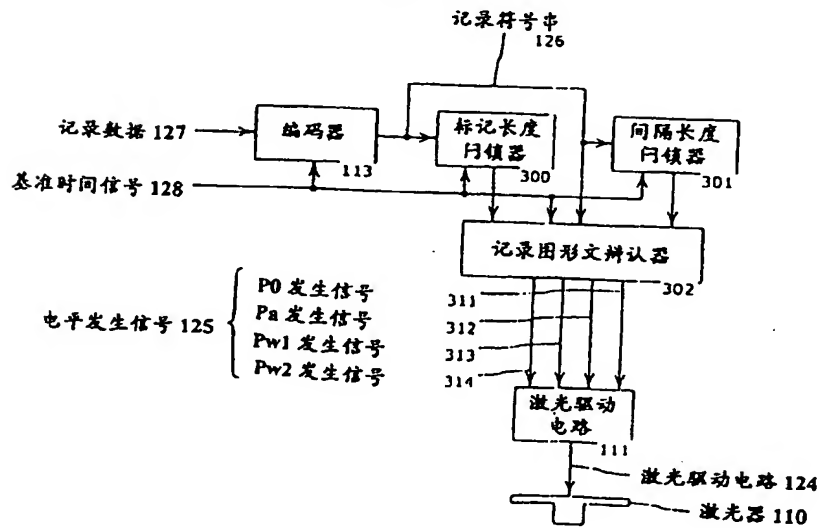 记录符号串
126
记录数据 127
编码器
113
标记长度
闩锁器
300
间隔长度
闩锁器
301
基准时间信号 128
记录图形文辨认器
302
电平发生信号 125
P0 发生信号
Pa 发生信号
Pw1 发生信号
Pw2 发生信号
311
312
313
314
激光驱动
电路
111
激光驱动电路 124
激光器 110